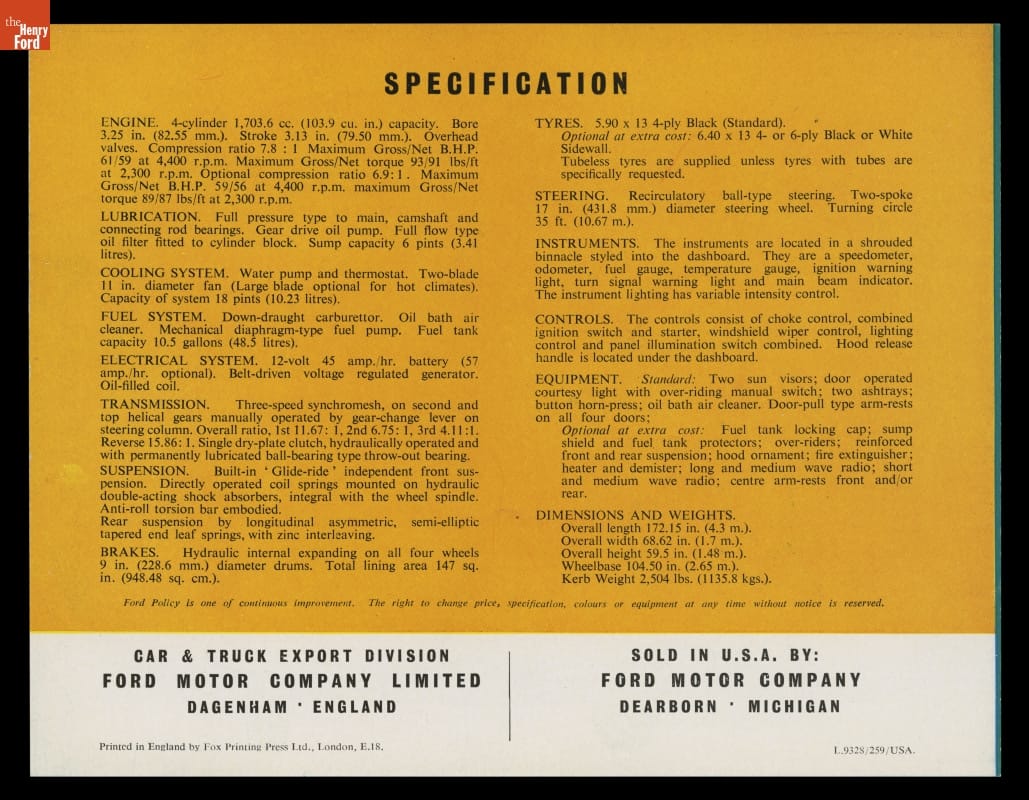 the
Henry
Ford
SPECIFICATION
ENGINE. 4-cylinder 1,703.6 cc. (103.9 cu. in.) capacity. Bore
3.25 in. (82.55 mm.). Stroke 3.13 in. (79.50 mm.). Overhead
valves. Compression ratio 7.8 : 1 Maximum Gross/Net B.H.P.
61/59 at 4,400 r.p.m. Maximum Gross/Net torque 93/91 lbs/ft
at 2,300 r.p.m. Optional compression ratio 6.9:1. Maximum
Gross/Net B.H.P. 59/56 at 4,400 r.p.m. maximum Gross/Net
torque 89/87 lbs/ft at 2,300 r.p.m.
LUBRICATION. Full pressure type to main, camshaft and
connecting rod bearings. Gear drive oil pump. Full flow type
oil filter fitted to cylinder block. Sump capacity 6 pints (3.41
litres).
COOLING SYSTEM. Water pump and thermostat. Two-blade
11 in. diameter fan (Large blade optional for hot climates).
Capacity of system 18 pints (10.23 litres).
FUEL SYSTEM. Down-draught carburettor. Oil bath air
cleaner. Mechanical diaphragm-type fuel pump. Fuel tank
capacity 10.5 gallons (48.5 litres).
ELECTRICAL SYSTEM. 12-volt 45 amp./hr. battery (57
amp./hr. optional). Belt-driven voltage regulated generator.
Oil-filled coil.
TRANSMISSION. Three-speed synchromesh, on second and
top helical gears manually operated by gear-change lever on
steering column. Overall ratio, 1st 11.67: 1, 2nd 6.75: 1, 3rd 4.11:1.
Reverse 15.86: 1. Single dry-plate clutch, hydraulically operated and
with permanently lubricated ball-bearing type throw-out bearing.
SUSPENSION. Built-in ' Glide-ride ' independent front sus-
pension. Directly operated coil springs mounted on hydraulic
double-acting shock absorbers, integral with the wheel spindle.
Anti-roll torsion bar embodied.
Rear suspension by longitudinal asymmetric, semi-elliptic
tapered end leaf springs, with zinc interleaving.
BRAKES. Hydraulic internal expanding on all four wheels
9 in. (228.6 mm.) diameter drums. Total lining area 147 sq.
in. (948.48 sq. cm.).
TYRES. 5.90 x 13 4-ply Black (Standard).
Optional at extra cost: 6.40 x 13 4- or 6-ply Black or White
Sidewall.
Tubeless tyres are supplied unless tyres with tubes are
specifically requested.
STEERING. Recirculatory ball-type steering. Two-spoke
17 in. (431.8 mm.) diameter steering wheel. Turning circle
35 ft. (10.67 m.).
INSTRUMENTS. The instruments are located in a shrouded
binnacle styled into the dashboard. They are a speedometer,
odometer, fuel gauge, temperature gauge, ignition warning
light, turn signal warning light and main beam indicator.
The instrument lighting has variable intensity control.
CONTROLS. The controls consist of choke control, combined
ignition switch and starter, windshield wiper control, lighting
control and panel illumination switch combined. Hood release
handle is located under the dashboard.
EQUIPMENT. Standard: Two sun visors; door operated
courtesy light with over-riding manual switch; two ashtrays;
button horn-press; oil bath air cleaner. Door-pull type arm-rests
on all four doors;
Optional at extra cost: Fuel tank locking cap; sump
shield and fuel tank protectors; over-riders; reinforced
front and rear suspension; hood ornament; fire extinguisher;
heater and demister; long and medium wave radio; short
and medium wave radio; centre arm-rests front and/or
rear.
DIMENSIONS AND WEIGHTS.
Overall length 172.15 in. (4.3 m.).
Overall width 68.62 in. (1.7 m.).
Overall height 59.5 in. (1.48 m.).
Wheelbase 104.50 in. (2.65 m.).
Kerb Weight 2,504 lbs. (1135.8 kgs.).
Ford Policy is one of continuous improvement. The right to change price, specification, colours or equipment at any time without notice is reserved.
CAR & TRUCK EXPORT DIVISION
FORD MOTOR COMPANY LIMITED
DAGENHAM · ENGLAND
SOLD IN U.S.A. BY:
FORD MOTOR COMPANY
DEARBORN · MICHIGAN
Printed in England by Fox Printing Press Ltd., London, E.18.
L.9328/259/USA.